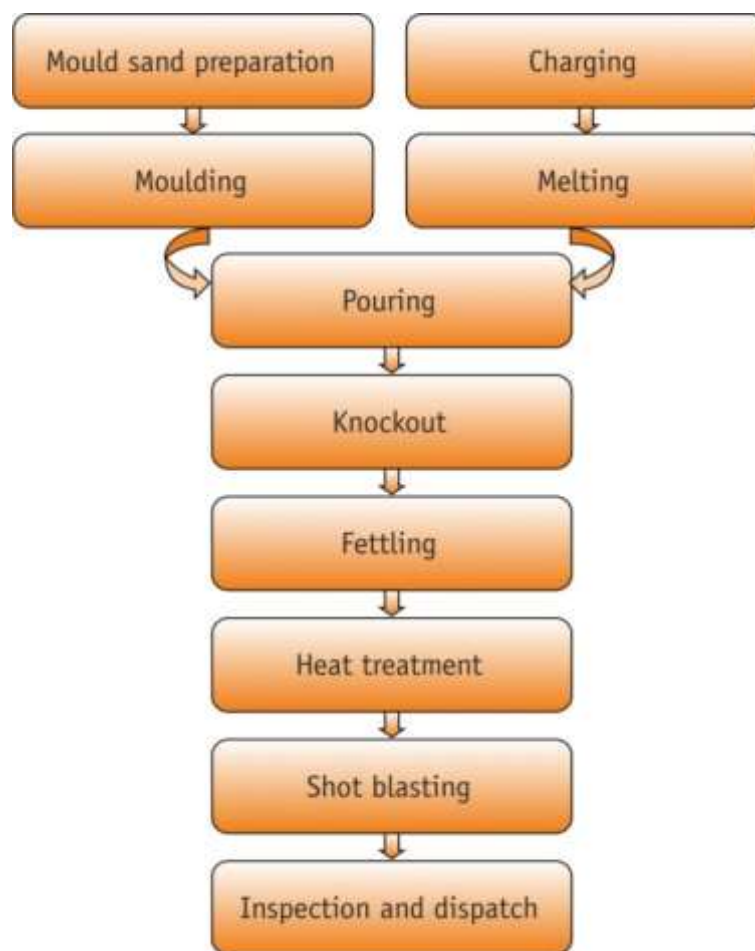 Mould sand preparation
Charging
Moulding
Melting
Pouring
Knockout
Fettling
Heat treatment
Shot blasting
Inspection and dispatch